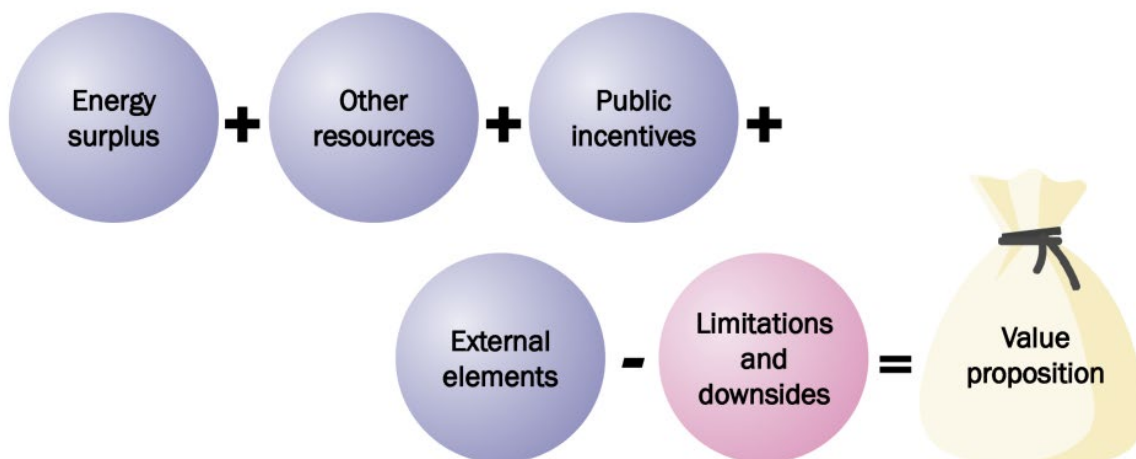 Energy
surplus
+
Other
resources
+
Public
incentives
+
External
elements
-
Limitations
and
downsides
=
Value
proposition